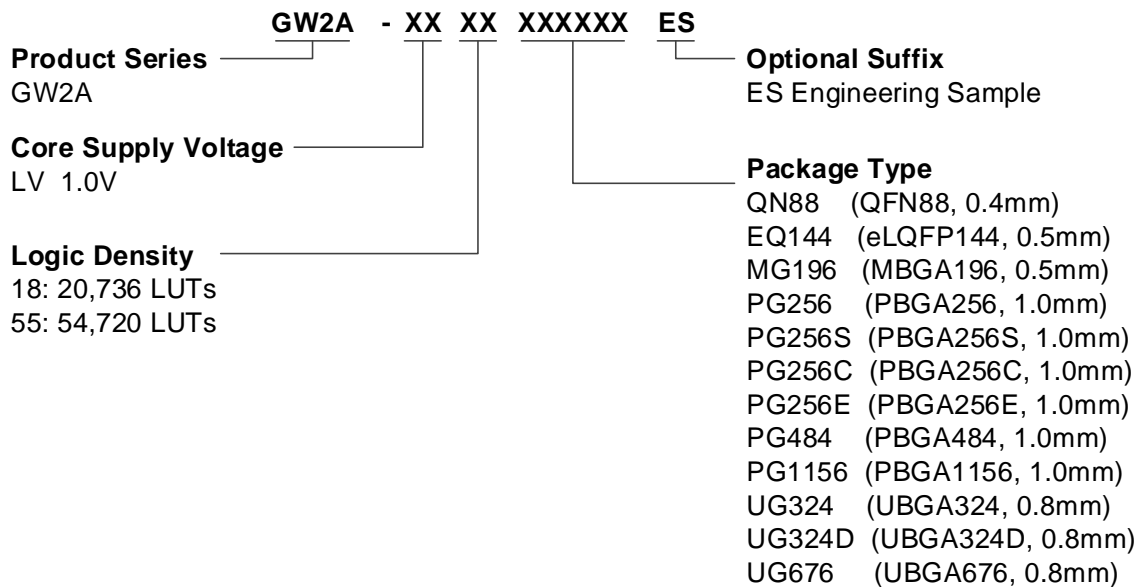 GW2A - XX XX XXXXXX ES
Product Series
GW2A
Core Supply Voltage
LV 1.0V
Logic Density
18: 20,736 LUTs
55: 54,720 LUTs
Optional Suffix
ES Engineering Sample
Package Type
QN88 (QFN88, 0.4mm)
EQ144 (eLQFP144, 0.5mm)
MG196 (MBGA196, 0.5mm)
PG256 (PBGA256, 1.0mm)
PG256S (PBGA256S, 1.0mm)
PG256C (PBGA256C, 1.0mm)
PG256E (PBGA256E, 1.0mm)
PG484 (PBGA484, 1.0mm)
PG1156 (PBGA1156, 1.0mm)
UG324 (UBGA324, 0.8mm)
UG324D (UBGA324D, 0.8mm)
UG676 (UBGA676, 0.8mm)